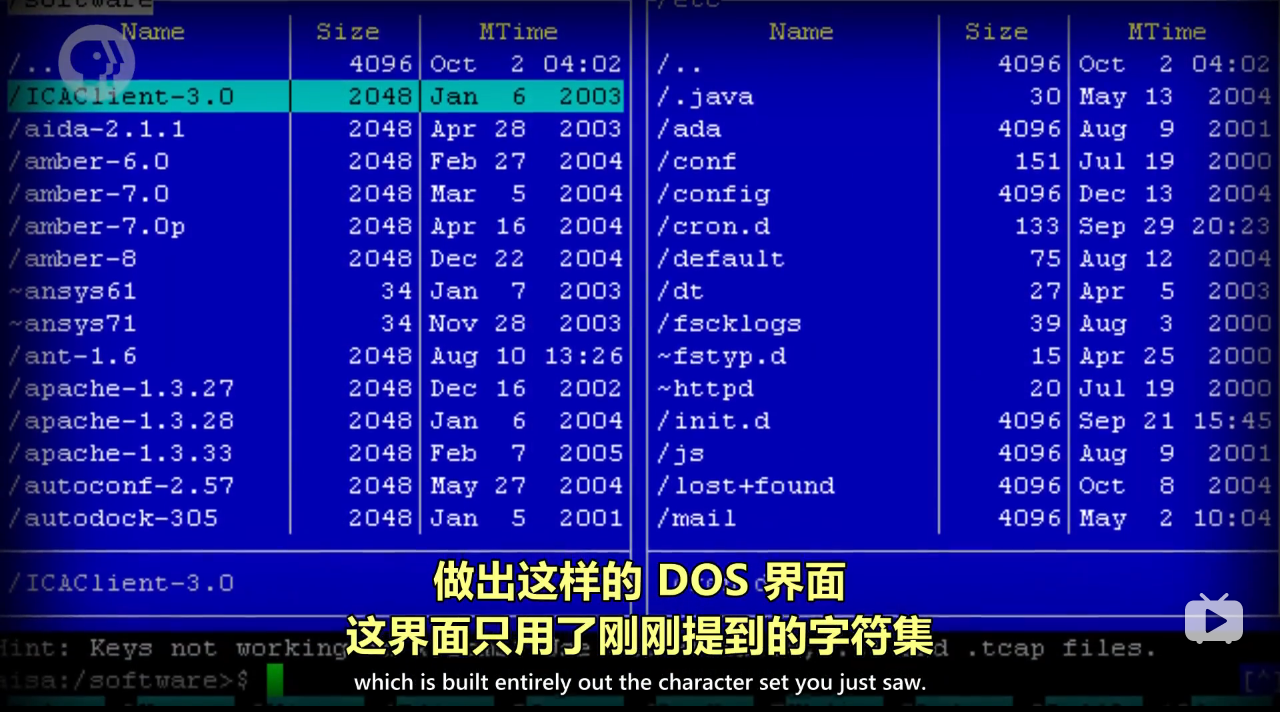 /software
/etc
Name Size MTime
/.. 4096 Oct 2 04:02
/ICAClient-3.0 2048 Jan 6 2003
/aida-2.1.1 2048 Apr 28 2003
/amber-6.0 2048 Feb 27 2004
/amber-7.0 2048 Mar 5 2004
/amber-7.0p 2048 Apr 16 2004
/amber-8 2048 Dec 22 2004
~ansys61 34 Jan 7 2003
~ansys71 34 Nov 28 2003
/ant-1.6 2048 Aug 10 13:26
/apache-1.3.27 2048 Dec 16 2002
/apache-1.3.28 2048 Jan 6 2004
/apache-1.3.33 2048 Feb 7 2005
/autoconf-2.57 2048 May 27 2004
/autodock-305 2048 Jan 5 2001
/ICAClient-3.0
Name Size MTime
/.. 4096 Oct 2 04:02
/.java 30 May 13 2004
/ada 4096 Aug 9 2001
/conf 151 Jul 19 2000
/config 4096 Dec 13 2004
/cron.d 133 Sep 29 20:23
/default 75 Aug 12 2004
/dt 27 Apr 5 2003
/fscklogs 39 Aug 3 2000
~fstyp.d 15 Apr 25 2000
~httpd 20 Jul 19 2000
/init.d 4096 Sep 21 15:45
/js 4096 Aug 9 2001
/lost+found 4096 Oct 8 2004
/mail 4096 May 2 10:04
Hint: Keys not working .tcap files.
aisa:/software>$
做出这样的 DOS 界面
这界面只用了刚刚提到的字符集
which is built entirely out the character set you just saw.